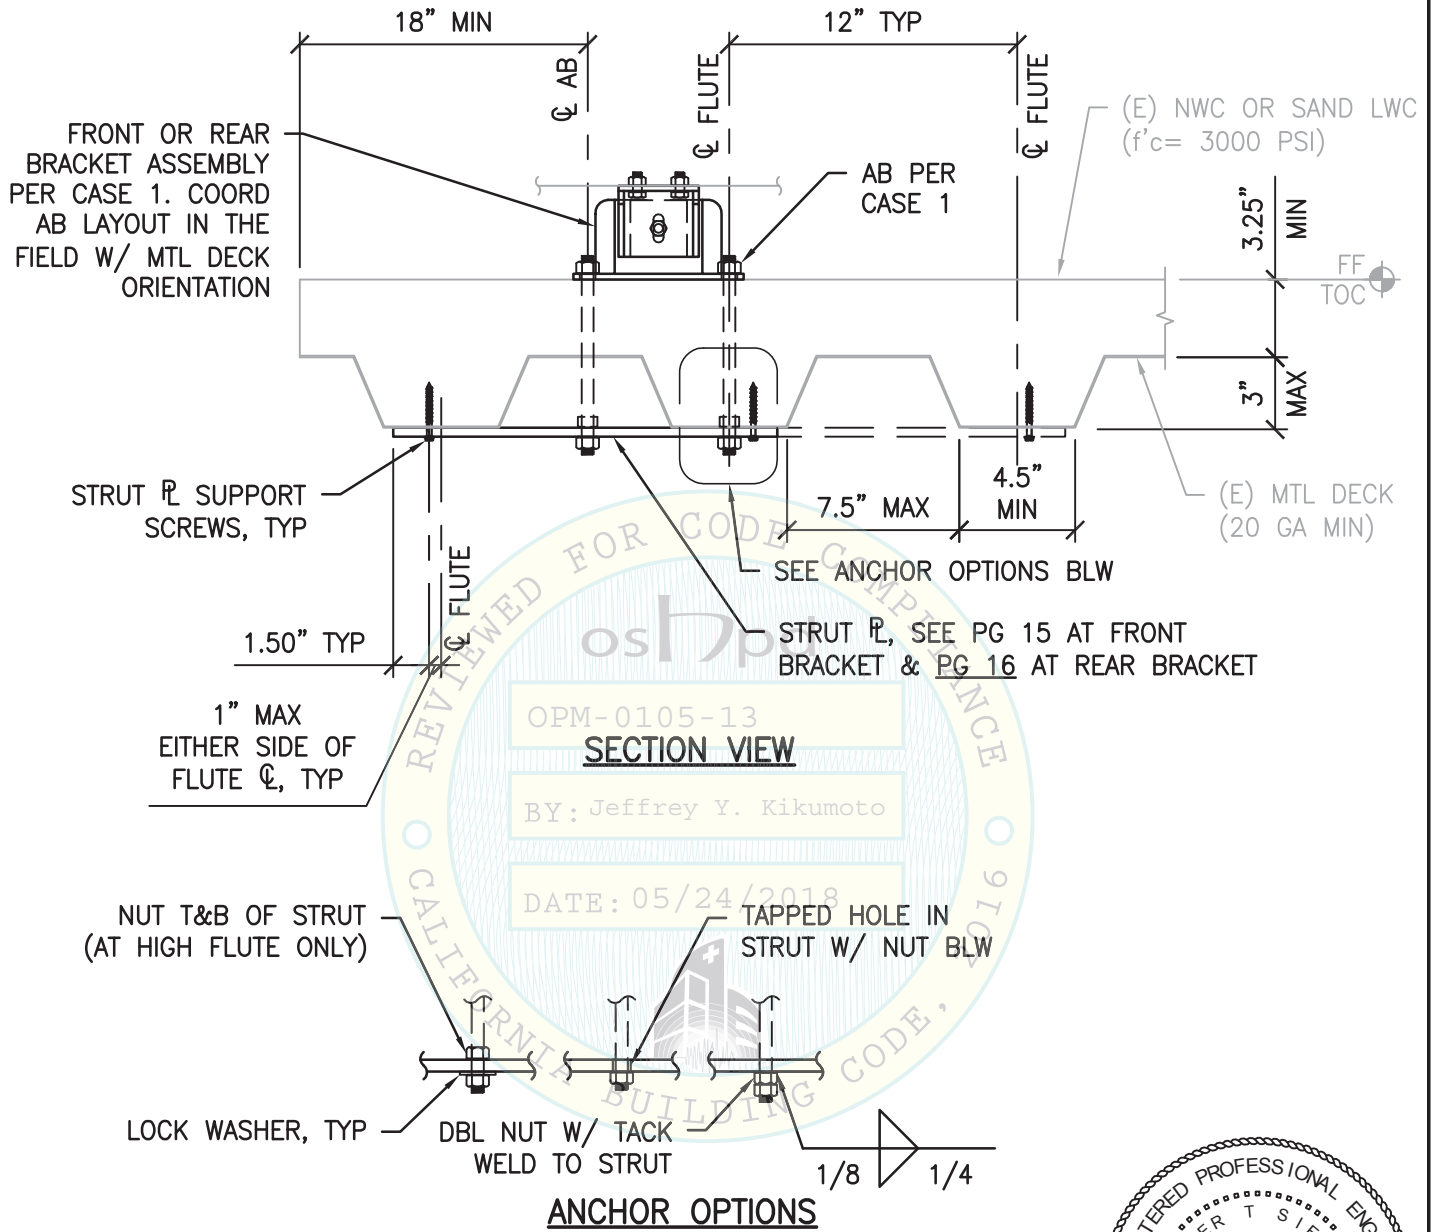 18” MIN
12” TYP
℄ AB
℄ FLUTE
℄ FLUTE
FRONT OR REAR
BRACKET ASSEMBLY
PER CASE 1. COORD
AB LAYOUT IN THE
FIELD W/ MTL DECK
ORIENTATION
AB PER
CASE 1
(E) NWC OR SAND LWC
(f'c= 3000 PSI)
3.25”
MIN
FF
TOC
3”
MAX
STRUT ⅊ SUPPORT
SCREWS, TYP
7.5” MAX
4.5”
MIN
(E) MTL DECK
(20 GA MIN)
SEE ANCHOR OPTIONS BLW
℄ FLUTE
1.50” TYP
STRUT ⅊, SEE PG 15 AT FRONT
BRACKET & PG 16 AT REAR BRACKET
1” MAX
EITHER SIDE OF
FLUTE ℄, TYP
SECTION VIEW
REVIEWED FOR CODE COMPLIANCE
oshpd
OPM-0105-13
BY: Jeffrey Y. Kikumoto
DATE: 05/24/2018
CALIFORNIA BUILDING CODE, 2016
NUT T&B OF STRUT
(AT HIGH FLUTE ONLY)
TAPPED HOLE IN
STRUT W/ NUT BLW
LOCK WASHER, TYP
DBL NUT W/ TACK
WELD TO STRUT
1/8
1/4
ANCHOR OPTIONS
PROFESSIONAL